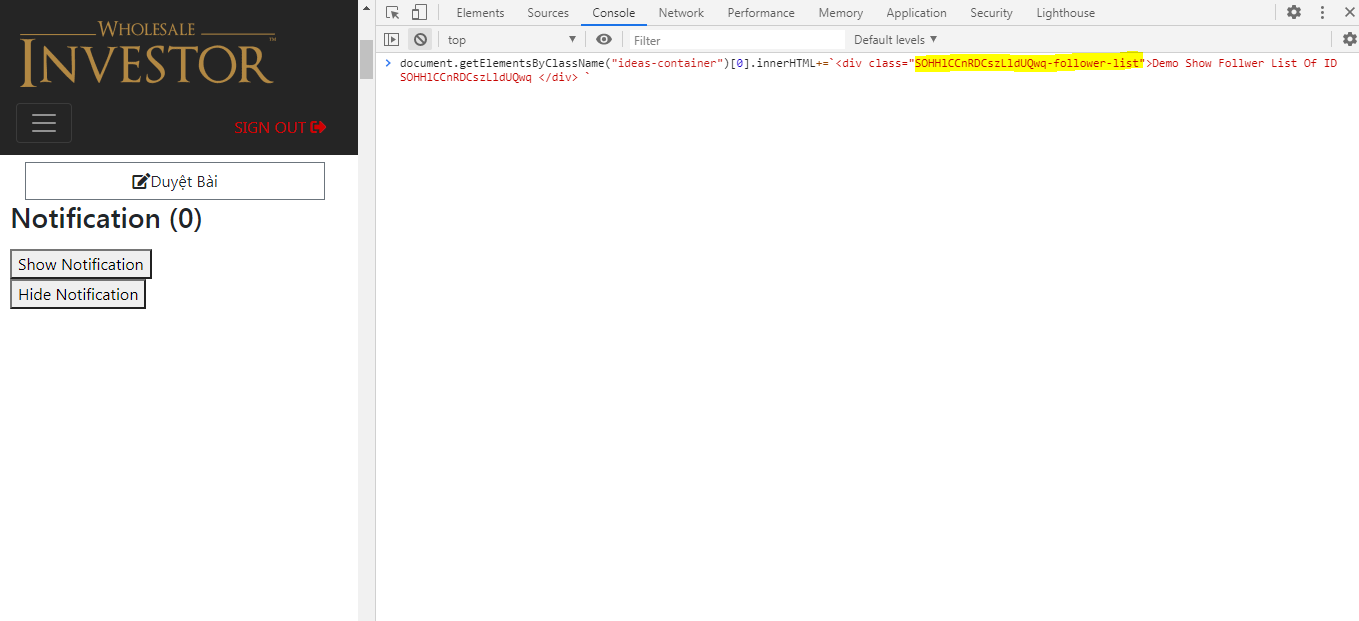 WHOLESALE
INVESTOR™
SIGN OUT
Duyệt Bài
Notification (0)
Show Notification
Hide Notification
Elements Sources Console Network Performance Memory Application Security Lighthouse
top Filter Default levels
document.getElementsByClassName("ideas-container")[0].innerHTML+=`<div class="SOHHlCCnRDCszLldUQwq-follower-list">Demo Show Follwer List Of ID
SOHHlCCnRDCszLldUQwq </div> `